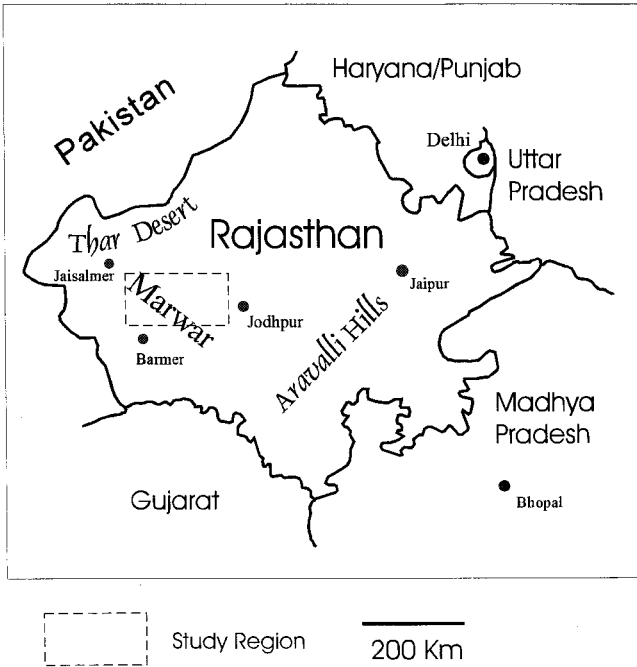 Haryana/Punjab
Pakistan
Delhi
Uttar
Pradesh
Thar Desert
Rajasthan
Jaisalmer
Marwar
Jaipur
Jodhpur
Aravalli Hills
Barmer
Madhya
Pradesh
Gujarat
Bhopal
Study Region
200 Km